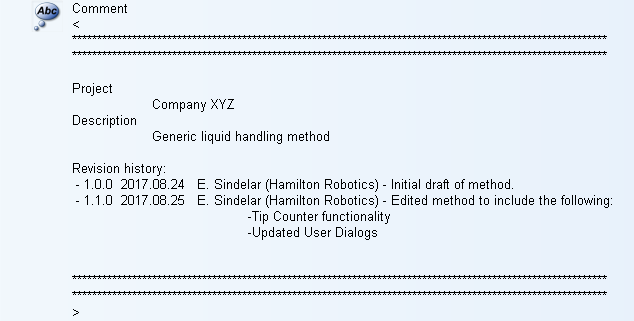 Abc
Comment
<
***********************************************************************************************************
***********************************************************************************************************
Project
Company XYZ
Description
Generic liquid handling method
Revision history:
- 1.0.0 2017.08.24 E. Sindelar (Hamilton Robotics) - Initial draft of method.
- 1.1.0 2017.08.25 E. Sindelar (Hamilton Robotics) - Edited method to include the following:
-Tip Counter functionality
-Updated User Dialogs
***********************************************************************************************************
***********************************************************************************************************
>